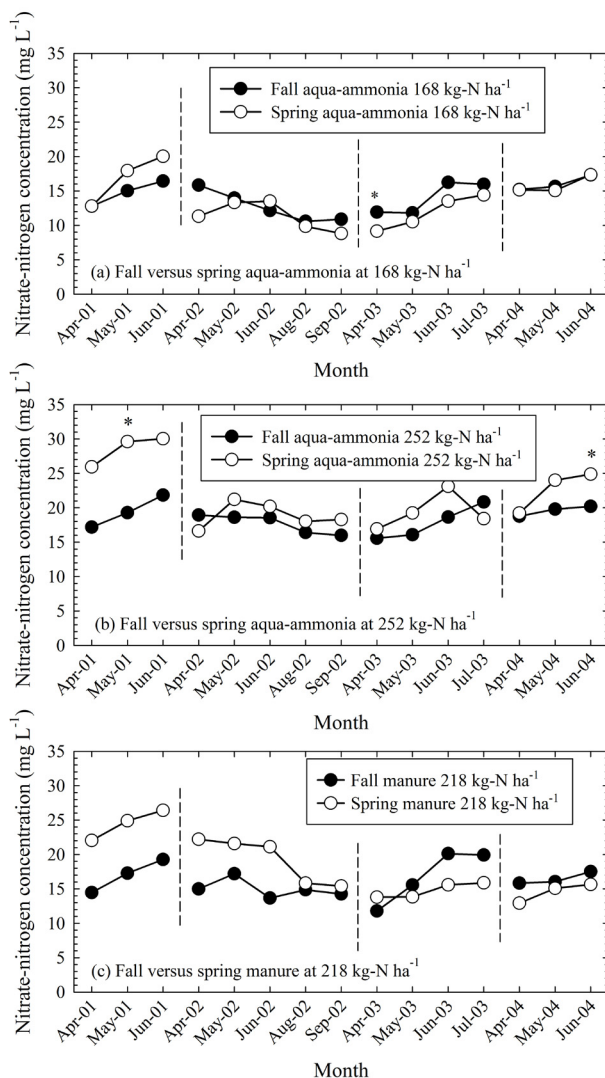 Nitrate-nitrogen concentration (mg L⁻¹)
35
30
25
20
15
10
5
0
Fall aqua-ammonia 168 kg-N ha⁻¹
Spring aqua-ammonia 168 kg-N ha⁻¹
*
(a) Fall versus spring aqua-ammonia at 168 kg-N ha⁻¹
Apr-01
May-01
Jun-01
Apr-02
May-02
Jun-02
Aug-02
Sep-02
Apr-03
May-03
Jun-03
Jul-03
Apr-04
May-04
Jun-04
Month
Nitrate-nitrogen concentration (mg L⁻¹)
35
30
25
20
15
10
5
0
Fall aqua-ammonia 252 kg-N ha⁻¹
Spring aqua-ammonia 252 kg-N ha⁻¹
*
*
(b) Fall versus spring aqua-ammonia at 252 kg-N ha⁻¹
Apr-01
May-01
Jun-01
Apr-02
May-02
Jun-02
Aug-02
Sep-02
Apr-03
May-03
Jun-03
Jul-03
Apr-04
May-04
Jun-04
Month
Nitrate-nitrogen concentration (mg L⁻¹)
35
30
25
20
15
10
5
0
Fall manure 218 kg-N ha⁻¹
Spring manure 218 kg-N ha⁻¹
(c) Fall versus spring manure at 218 kg-N ha⁻¹
Apr-01
May-01
Jun-01
Apr-02
May-02
Jun-02
Aug-02
Sep-02
Apr-03
May-03
Jun-03
Jul-03
Apr-04
May-04
Jun-04
Month